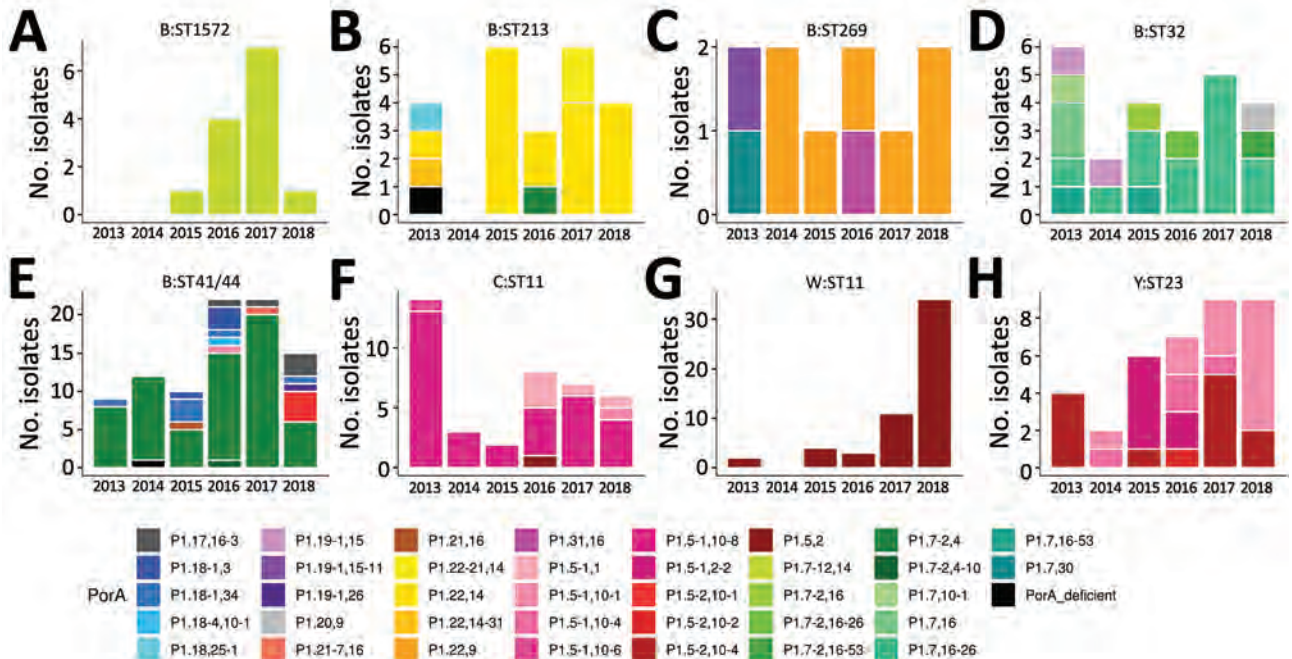 A B:ST1572
B B:ST213
C B:ST269
D B:ST32
No. isolates
6
4
2
0
2013 2014 2015 2016 2017 2018
No. isolates
6
5
4
3
2
1
0
2013 2014 2015 2016 2017 2018
No. isolates
2
1
0
2013 2014 2015 2016 2017 2018
No. isolates
6
5
4
3
2
1
0
2013 2014 2015 2016 2017 2018
E B:ST41/44
F C:ST11
G W:ST11
H Y:ST23
No. isolates
20
15
10
5
0
2013 2014 2015 2016 2017 2018
No. isolates
10
5
0
2013 2014 2015 2016 2017 2018
No. isolates
30
20
10
0
2013 2014 2015 2016 2017 2018
No. isolates
8
6
4
2
0
2013 2014 2015 2016 2017 2018
PorA
P1.17,16-3
P1.18-1,3
P1.18-1,34
P1.18-4,10-1
P1.18,25-1
P1.19-1,15
P1.19-1,15-11
P1.19-1,26
P1.20,9
P1.21-7,16
P1.21,16
P1.22-21,14
P1.22,14
P1.22,14-31
P1.22,9
P1.31,16
P1.5-1,1
P1.5-1,10-1
P1.5-1,10-4
P1.5-1,10-6
P1.5-1,10-8
P1.5-1,2-2
P1.5-2,10-1
P1.5-2,10-2
P1.5-2,10-4
P1.5,2
P1.7-12,14
P1.7-2,16
P1.7-2,16-26
P1.7-2,16-53
P1.7-2,4
P1.7-2,4-10
P1.7,10-1
P1.7,16
P1.7,16-26
P1.7,16-53
P1.7,30
PorA_deficient